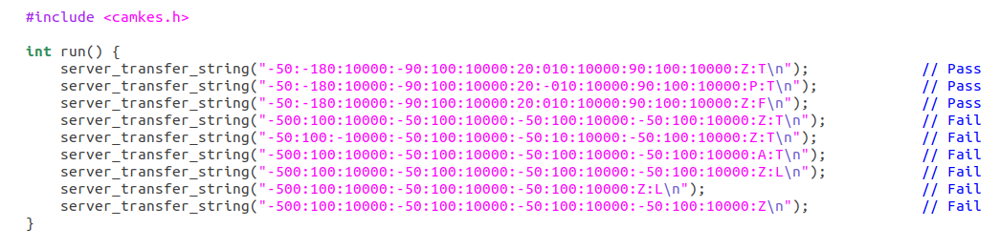 #include <camkes.h>
int run() {
server_transfer_string("-50:-180:10000:-90:100:10000:20:010:10000:90:100:10000:Z:T\n"); // Pass
server_transfer_string("-50:-180:10000:-90:100:10000:20:-010:10000:90:100:10000:P:T\n"); // Pass
server_transfer_string("-50:-180:10000:-90:100:10000:20:010:10000:90:100:10000:Z:F\n"); // Pass
server_transfer_string("-500:100:10000:-50:100:10000:-50:100:10000:-50:100:10000:Z:T\n"); // Fail
server_transfer_string("-50:100:-10000:-50:100:10000:-50:10:10000:-50:100:10000:Z:T\n"); // Fail
server_transfer_string("-500:100:10000:-50:100:10000:-50:100:10000:-50:100:10000:A:T\n"); // Fail
server_transfer_string("-500:100:10000:-50:100:10000:-50:100:10000:-50:100:10000:Z:L\n"); // Fail
server_transfer_string("-500:100:10000:-50:100:10000:-50:100:10000:Z:L\n"); // Fail
server_transfer_string("-500:100:10000:-50:100:10000:-50:100:10000:-50:100:10000:Z\n"); // Fail
}